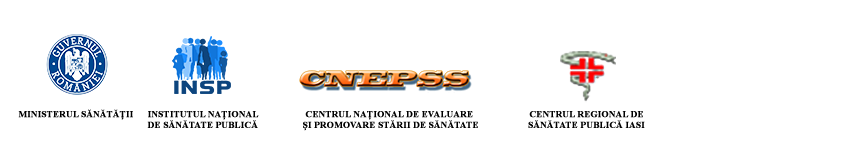 GUVERNUL
ROMÂNIEI
MINISTERUL SĂNĂTĂȚII
INSP
INSTITUTUL NAȚIONAL
DE SĂNĂTATE PUBLICĂ
CNEPSS
CENTRUL NAȚIONAL DE EVALUARE
ȘI PROMOVARE STĂRII DE SĂNĂTATE
CENTRUL REGIONAL DE
SĂNĂTATE PUBLICĂ IASI